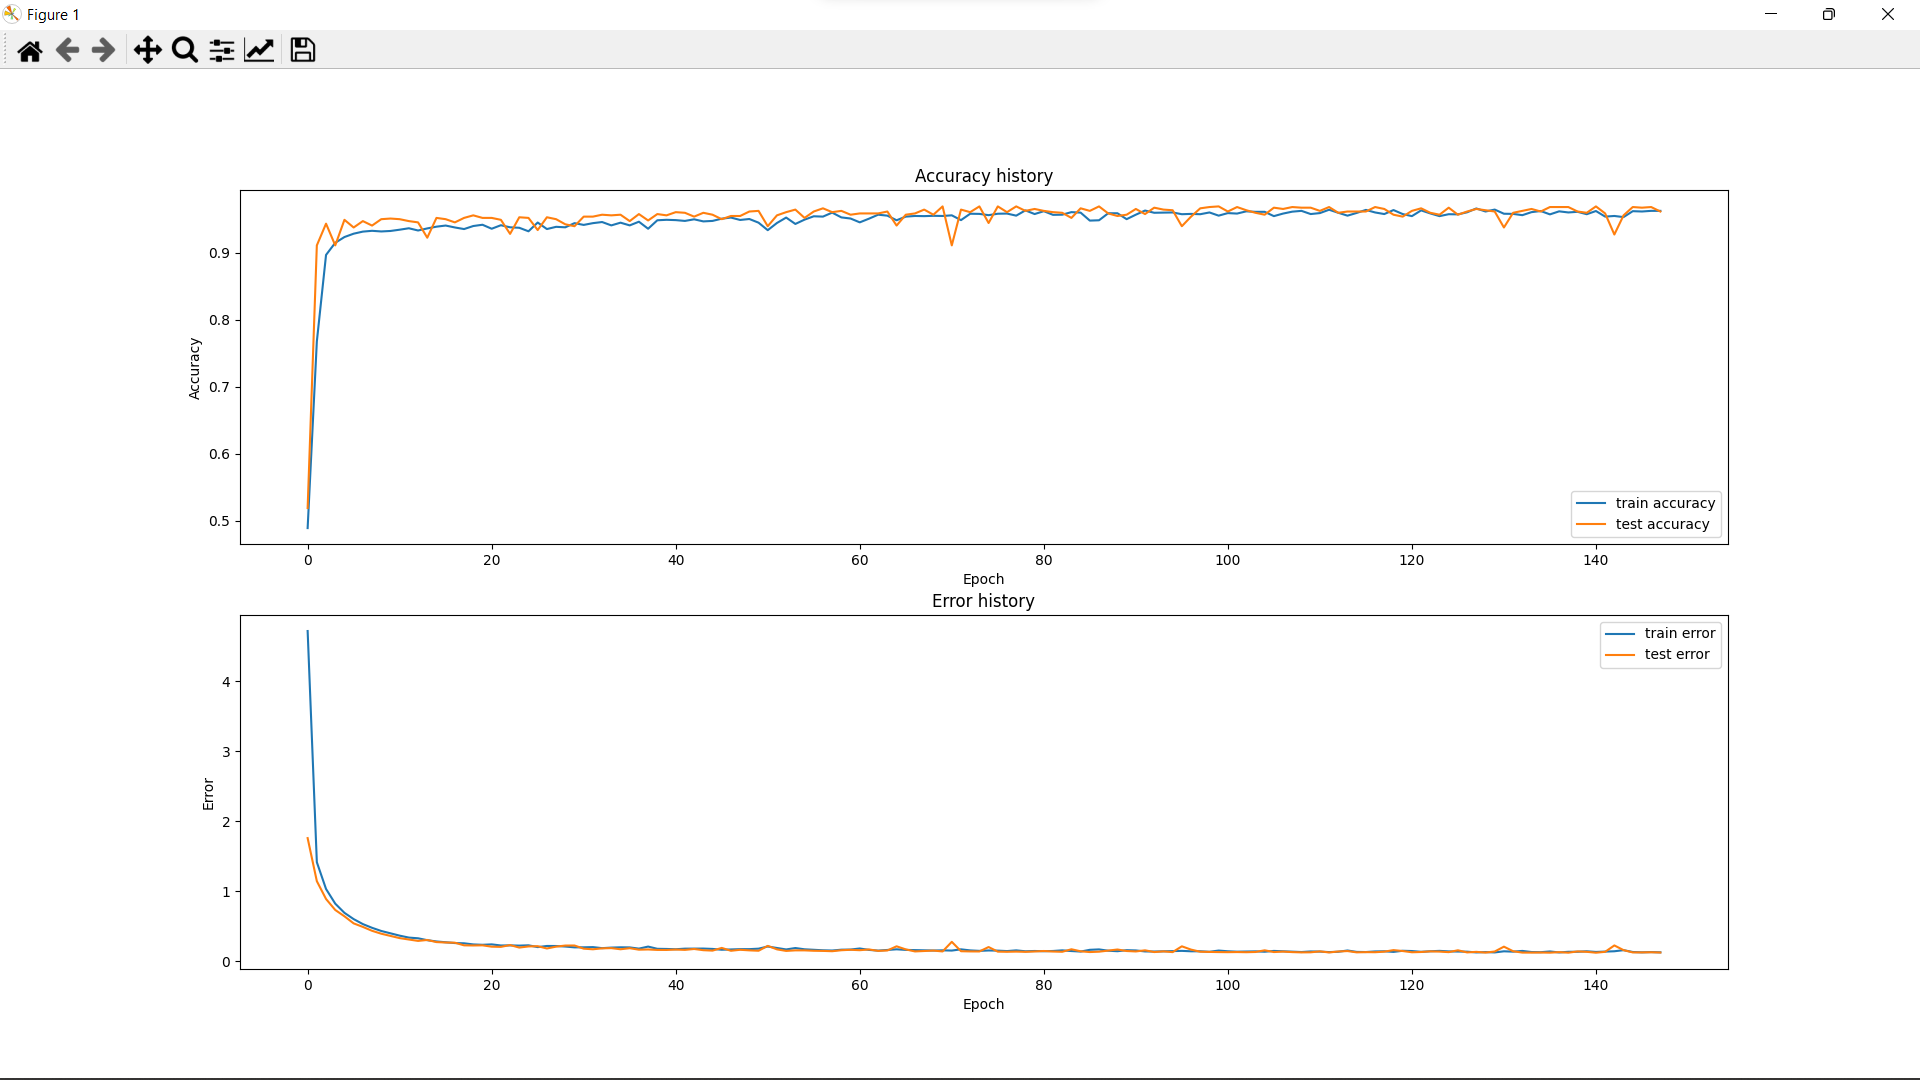 Figure 1
Accuracy history
Accuracy
0.9
0.8
0.7
0.6
0.5
train accuracy
test accuracy
0 20 40 60 80 100 120 140
Epoch
Error history
Error
4
3
2
1
0
train error
test error
0 20 40 60 80 100 120 140
Epoch